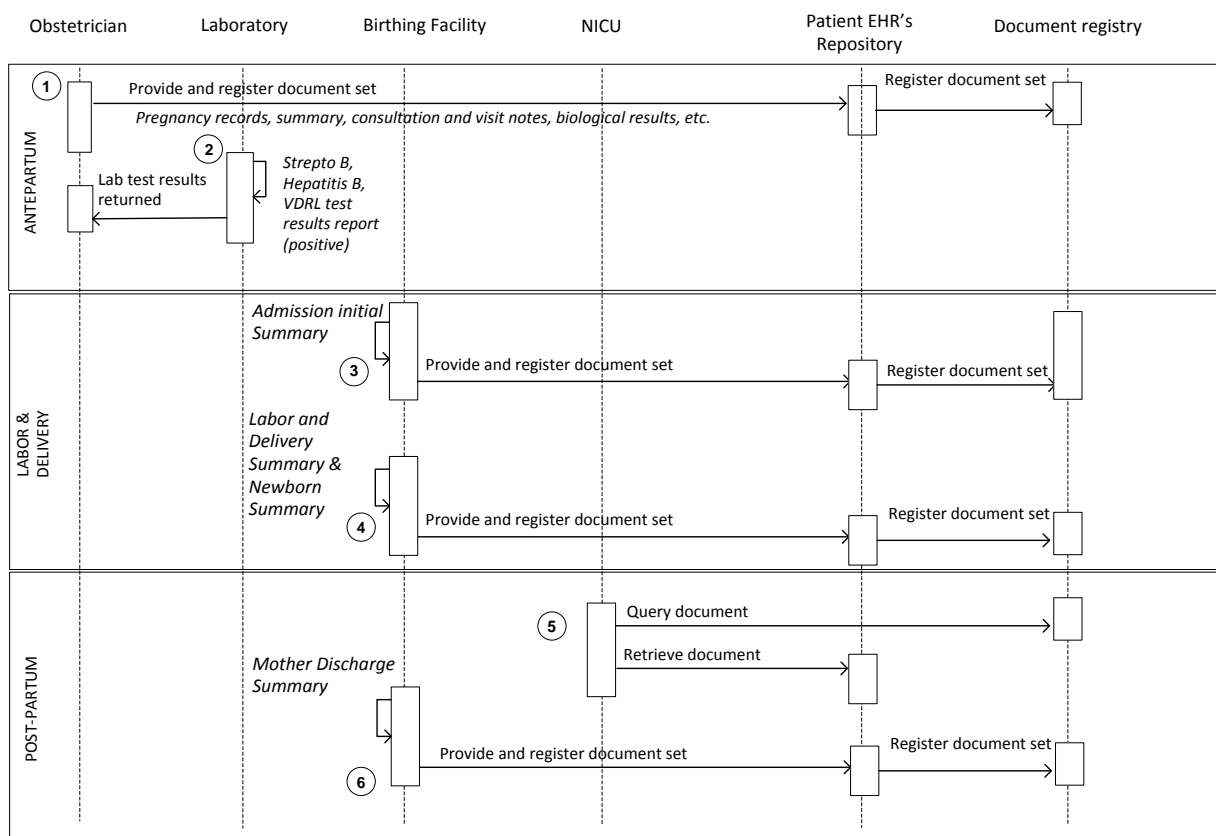 Obstetrician
Laboratory
Birthing Facility
NICU
Patient EHR's
Repository
Document registry
ANTEPARTUM
1
Provide and register document set
Register document set
Pregnancy records, summary, consultation and visit notes, biological results, etc.
2
Strepto B,
Hepatitis B,
VDRL test
results report
(positive)
Lab test results
returned
LABOR &
DELIVERY
Admission initial
Summary
3
Provide and register document set
Register document set
Labor and
Delivery
Summary &
Newborn
Summary
4
Provide and register document set
Register document set
POST-PARTUM
5
Query document
Retrieve document
Mother Discharge
Summary
6
Provide and register document set
Register document set